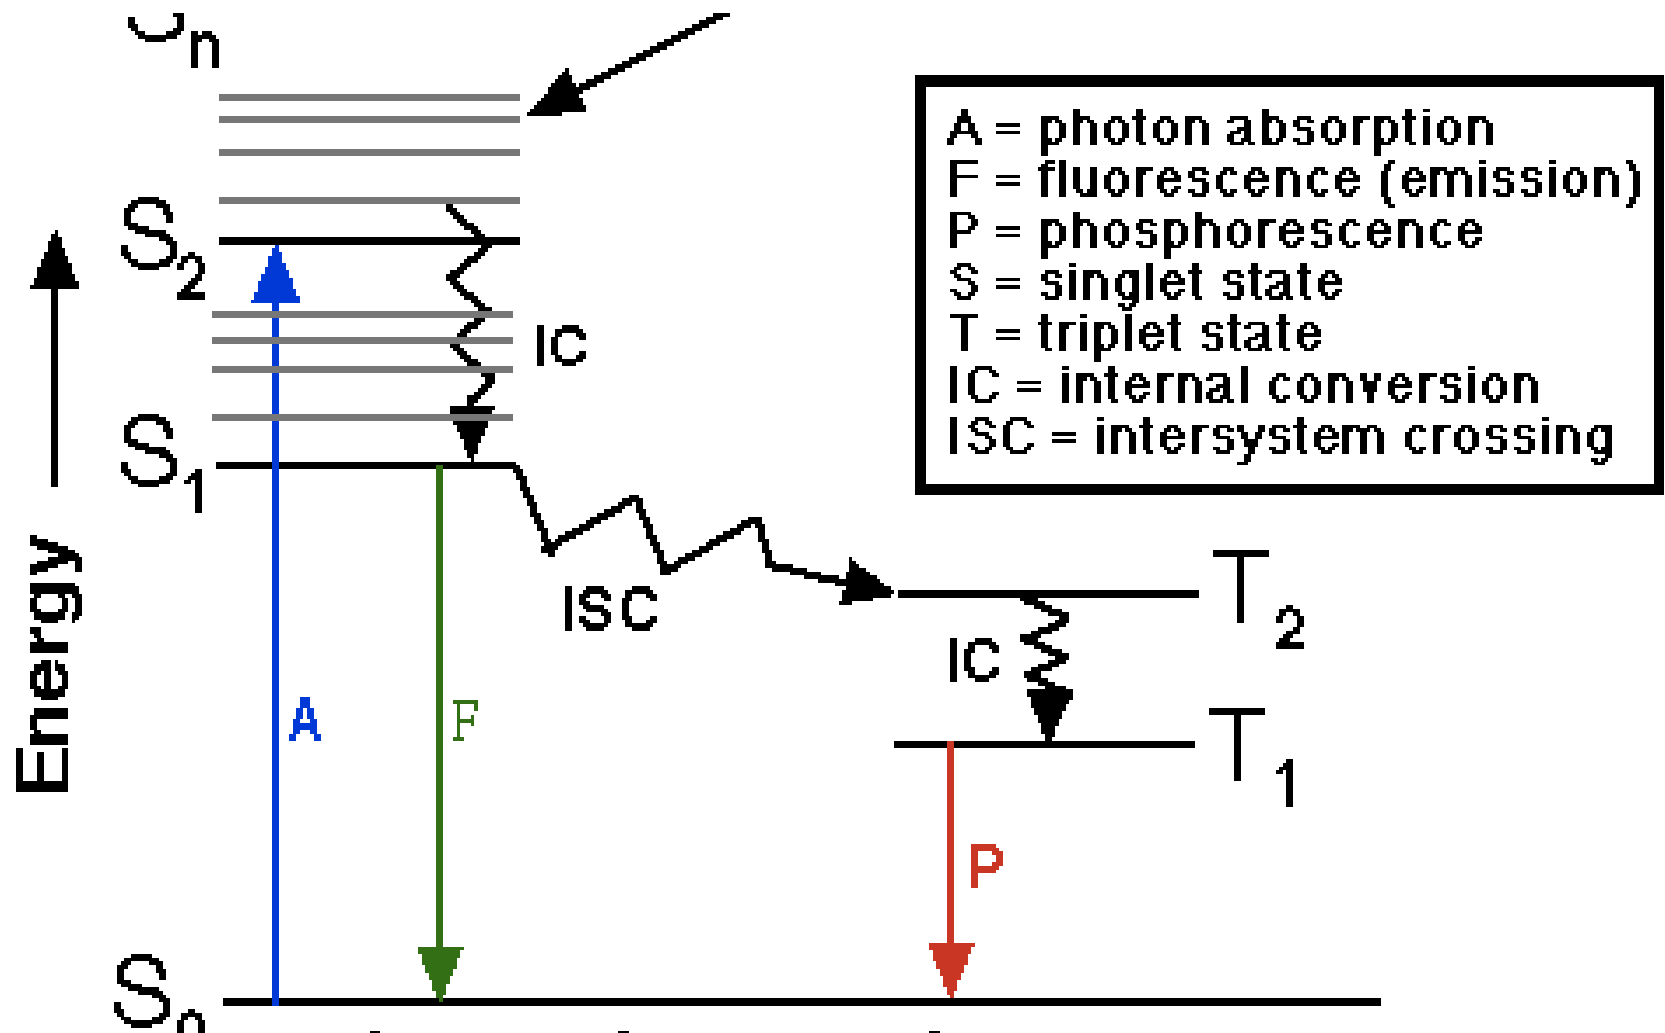 Sn
A = photon absorption
F = fluorescence (emission)
P = phosphorescence
S = singlet state
T = triplet state
IC = internal conversion
ISC = intersystem crossing
S2
IC
S1
Energy
ISC
T2
IC
T1
A
F
P
S0